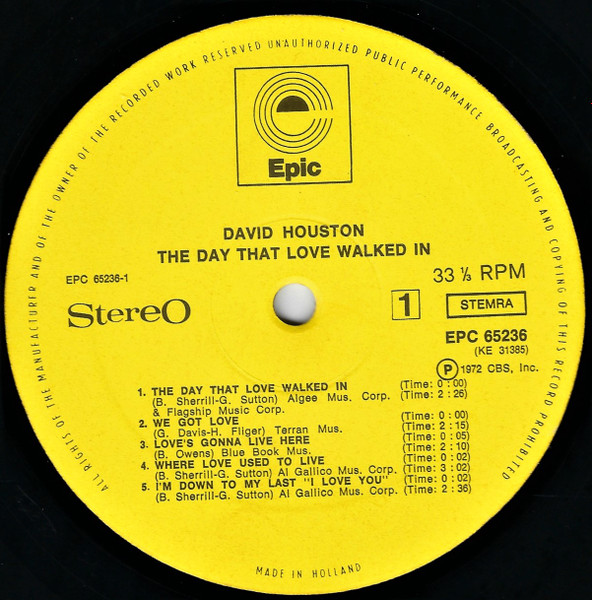 ALL RIGHTS OF THE MANUFACTURER AND OF THE OWNER OF THE RECORDED WORK RESERVED UNAUTHORIZED PUBLIC PERFORMANCE BROADCASTING AND COPYING OF THIS RECORD PROHIBITED
Epic
DAVID HOUSTON
THE DAY THAT LOVE WALKED IN
EPC 65236-1
33 ⅓ RPM
Stereo
1
STEMRA
EPC 65236
(KE 31385)
Ⓟ 1972 CBS, Inc.
1. THE DAY THAT LOVE WALKED IN (Time: 0 : 00)
(B. Sherrill-G. Sutton) Algee Mus. Corp. (Time: 2 : 26)
& Flagship Music Corp.
2. WE GOT LOVE (Time: 0 : 00)
(G. Davis-H. Fliger) Terran Mus. (Time: 2 : 15)
3. LOVE'S GONNA LIVE HERE (Time: 0 : 05)
(B. Owens) Blue Book Mus. (Time: 2 : 10)
4. WHERE LOVE USED TO LIVE (Time: 0 : 02)
(B. Sherrill-G. Sutton) Al Gallico Mus. Corp. (Time: 3 : 02)
5. I'M DOWN TO MY LAST "I LOVE YOU" (Time: 0 : 02)
(B. Sherrill-G. Sutton) Al Gallico Mus. Corp. (Time: 2 : 36)
MADE IN HOLLAND